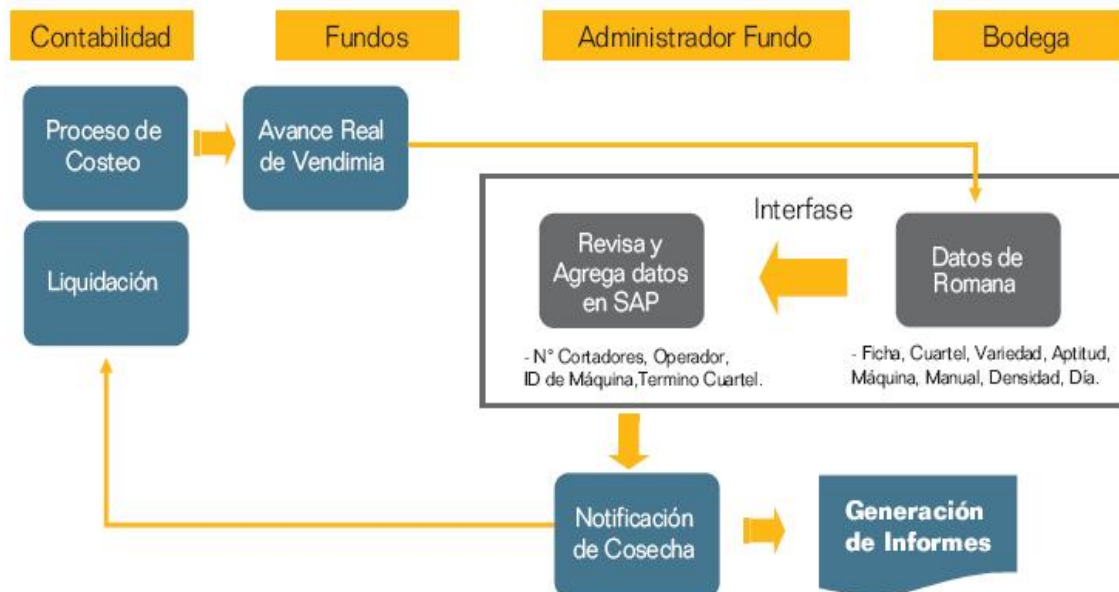 Contabilidad
Fundos
Administrador Fundo
Bodega
Proceso de
Costeo
Avance Real
de Vendimia
Liquidación
Interfase
Revisa y
Agrega datos
en SAP
Datos de
Romana
- N° Cortadores, Operador,
ID de Máquina,Termino Cuartel.
- Ficha, Cuartel, Variedad, Aptitud,
Máquina, Manual, Densidad, Día.
Notificación
de Cosecha
Generación
de Informes